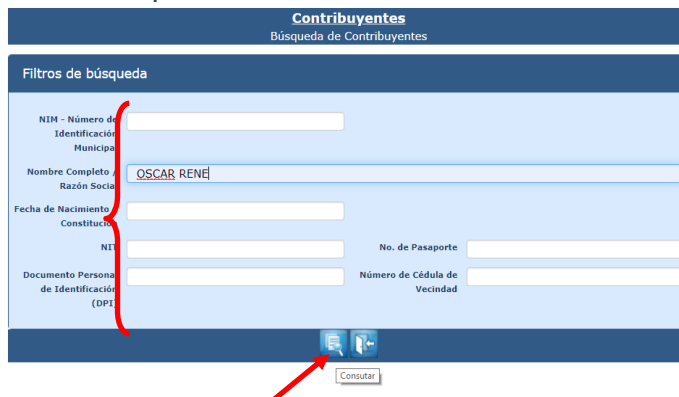 Contribuyentes
Búsqueda de Contribuyentes
Filtros de búsqueda
NIM - Número de
Identificación
Municipal
Nombre Completo /
Razón Social
OSCAR RENE
Fecha de Nacimiento /
Constitución
NIT
No. de Pasaporte
Documento Personal
de Identificación
(DPI)
Número de Cédula de
Vecindad
Consutar